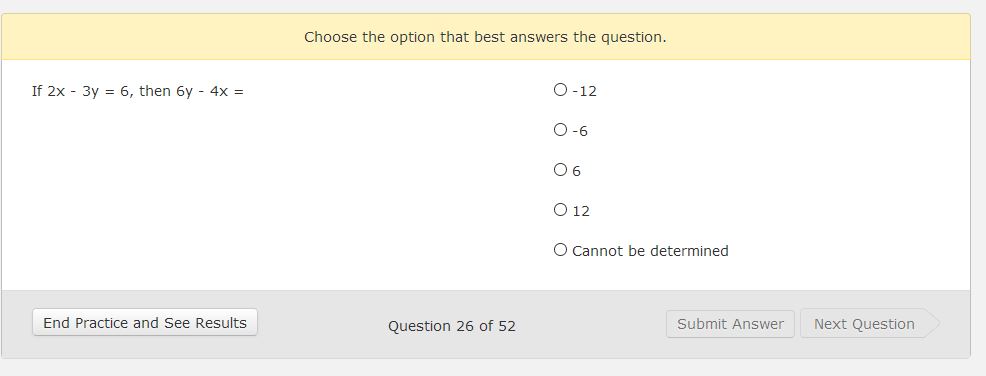 Choose the option that best answers the question.
If 2x - 3y = 6, then 6y - 4x =
-12
-6
6
12
Cannot be determined
End Practice and See Results
Question 26 of 52
Submit Answer
Next Question